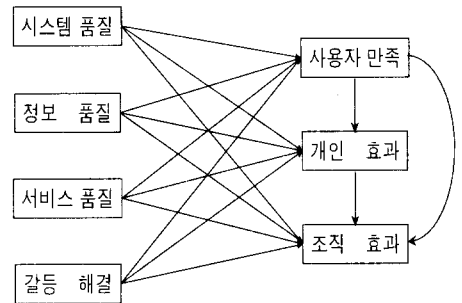 시스템 품질
사용자 만족
정보 품질
개인 효과
서비스 품질
조직 효과
갈등 해결